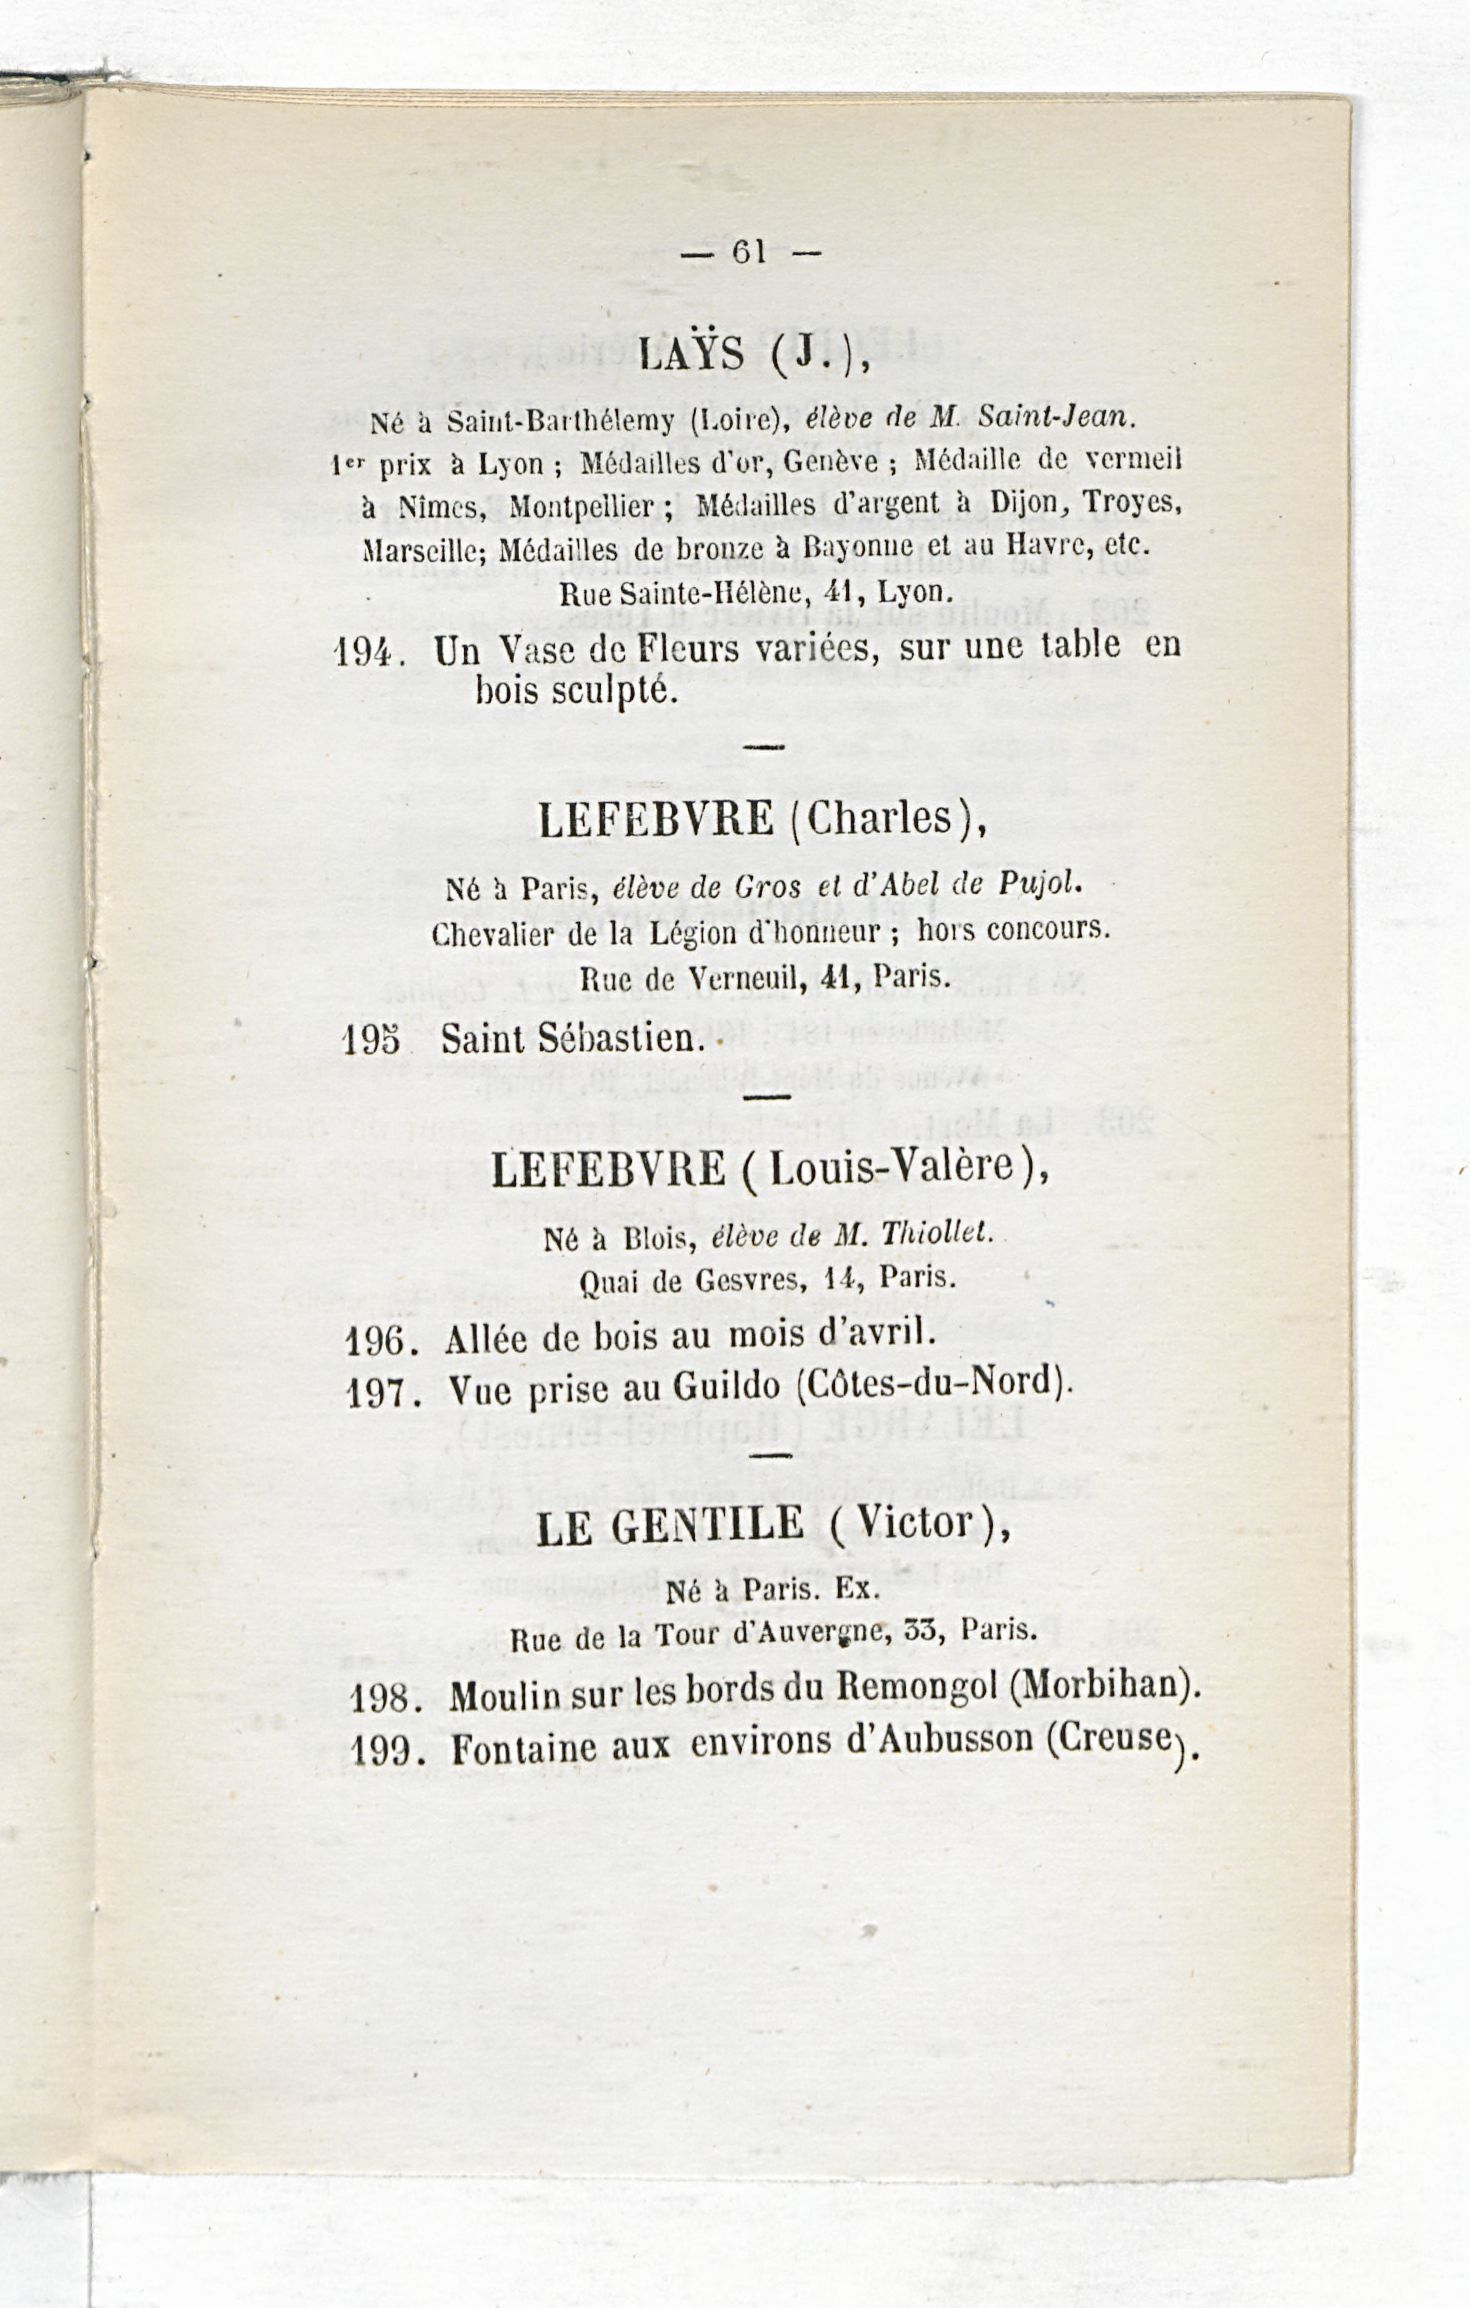 — 61 —
LAŸS (J.),
Né à Saint-Barthélemy (Loire), élève de M. Saint-Jean.
1er prix à Lyon ; Médailles d'or, Genève ; Médaille de vermeil
à Nîmes, Montpellier ; Médailles d'argent à Dijon, Troyes,
Marseille; Médailles de bronze à Bayonne et au Havre, etc.
Rue Sainte-Hélène, 41, Lyon.
194. Un Vase de Fleurs variées, sur une table en
bois sculpté.
—
LEFEBVRE (Charles),
Né à Paris, élève de Gros et d'Abel de Pujol.
Chevalier de la Légion d'honneur ; hors concours.
Rue de Verneuil, 41, Paris.
195 Saint Sébastien.
—
LEFEBVRE (Louis-Valère),
Né à Blois, élève de M. Thiollet.
Quai de Gesvres, 14, Paris.
196. Allée de bois au mois d'avril.
197. Vue prise au Guildo (Côtes-du-Nord).
—
LE GENTILE (Victor),
Né à Paris. Ex.
Rue de la Tour d'Auvergne, 33, Paris.
198. Moulin sur les bords du Remongol (Morbihan).
199. Fontaine aux environs d'Aubusson (Creuse).